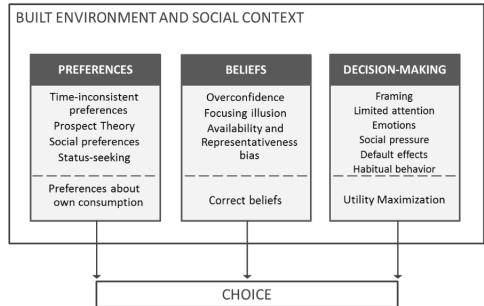 BUILT ENVIRONMENT AND SOCIAL CONTEXT
PREFERENCES
Time-inconsistent
preferences
Prospect Theory
Social preferences
Status-seeking
Preferences about
own consumption
BELIEFS
Overconfidence
Focusing illusion
Availability and
Representativeness
bias
Correct beliefs
DECISION-MAKING
Framing
Limited attention
Emotions
Social pressure
Default effects
Habitual behavior
Utility Maximization
CHOICE